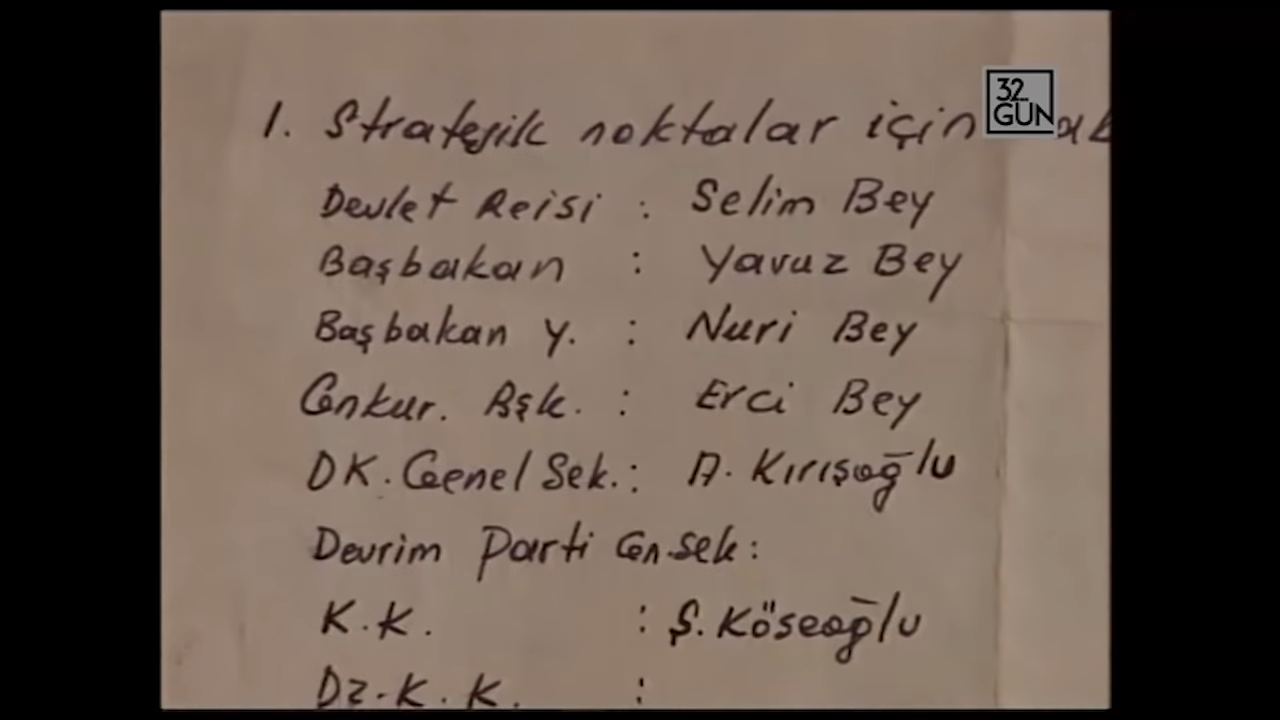 32.
GÜN
1. Stratejik noktalar için
Devlet Reisi : Selim Bey
Başbakan : Yavuz Bey
Başbakan Y. : Nuri Bey
Genkur. Bşk. : Erci Bey
DK. Genel Sek. : A. Kırışoğlu
Devrim Parti Gn. Sek :
K.K. : Ş. Köseoğlu
Dz.K.K. :